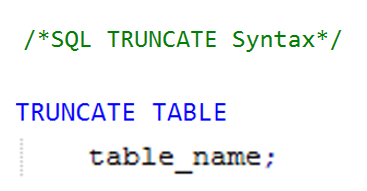 /*SQL TRUNCATE Syntax*/
TRUNCATE TABLE
table_name;